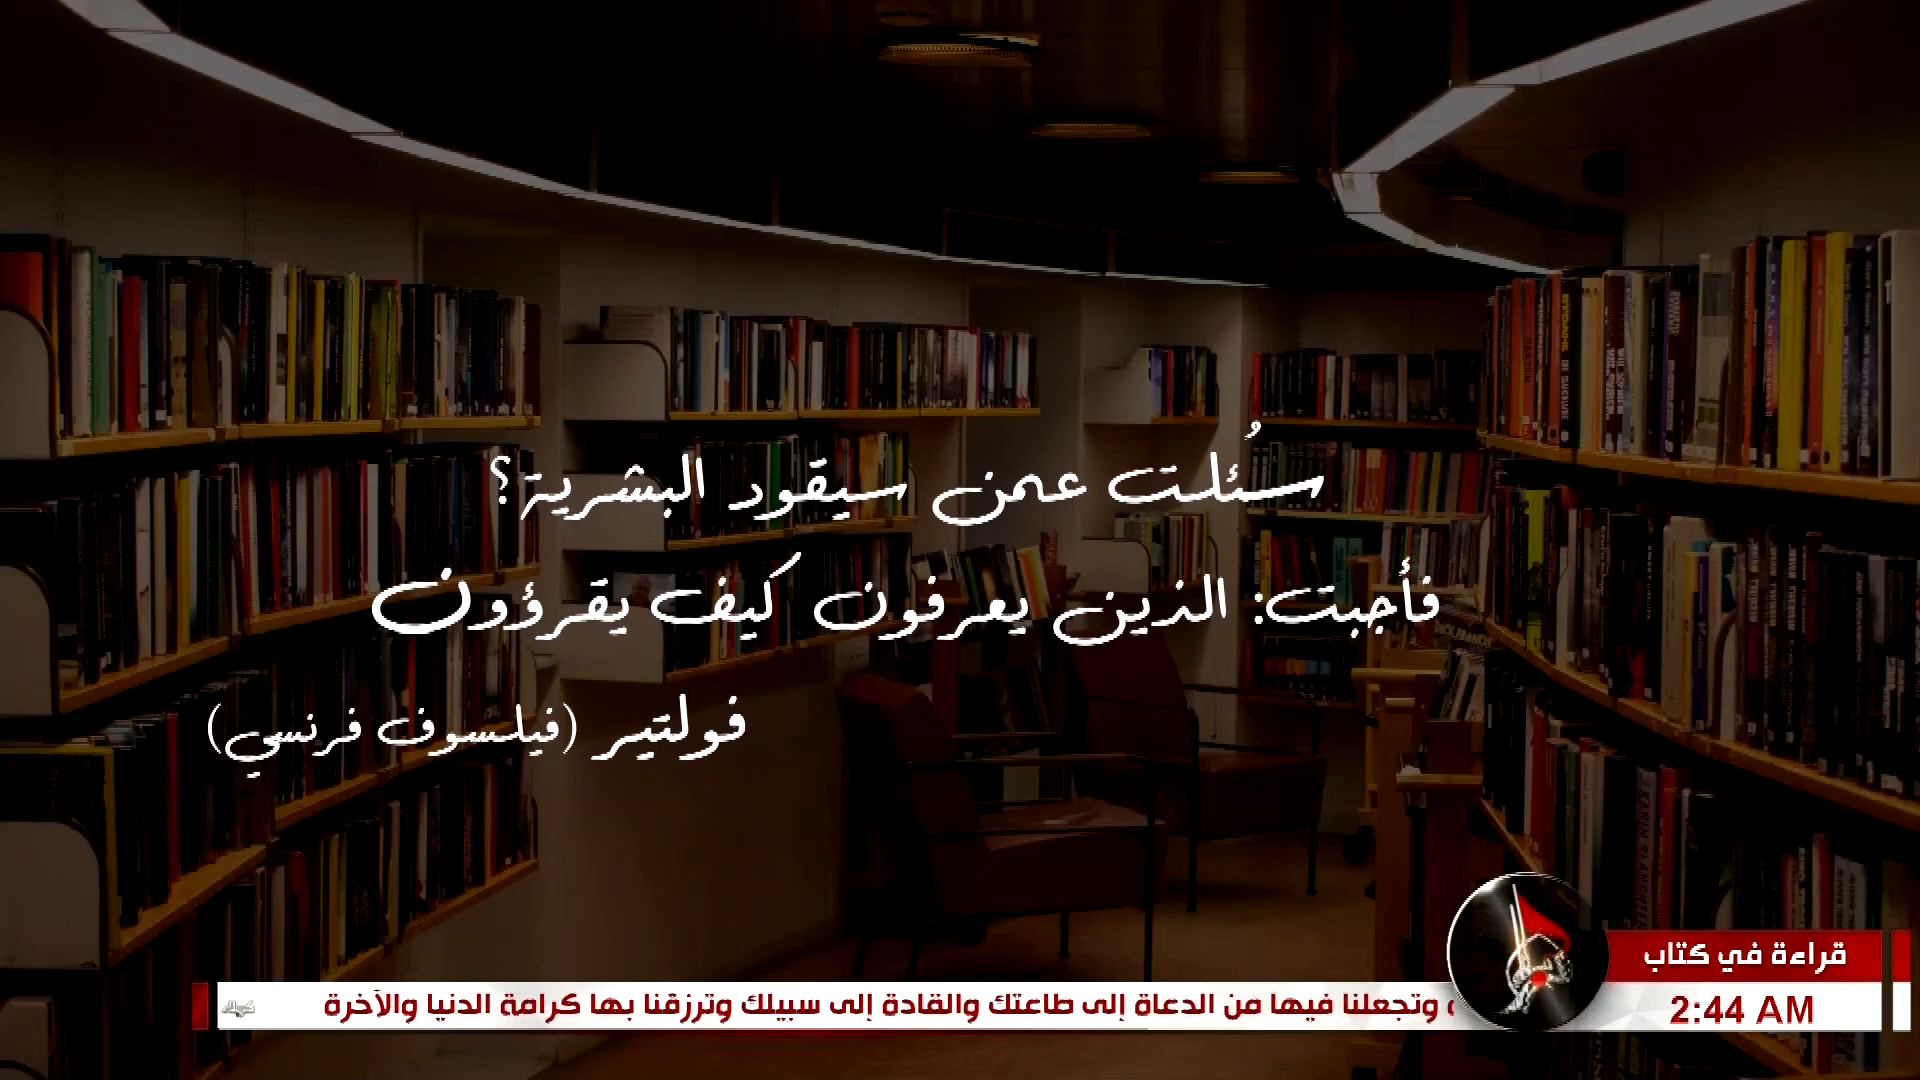 سُئلت عمن سيقود البشرية؟
فأجبت: الذين يعرفون كيف يقرؤون
فولتير (فيلسوف فرنسي)
قراءة في كتاب
وتجعلنا فيها من الدعاة إلى طاعتك والقادة إلى سبيلك وترزقنا بها كرامة الدنيا والآخرة
2:44 AM